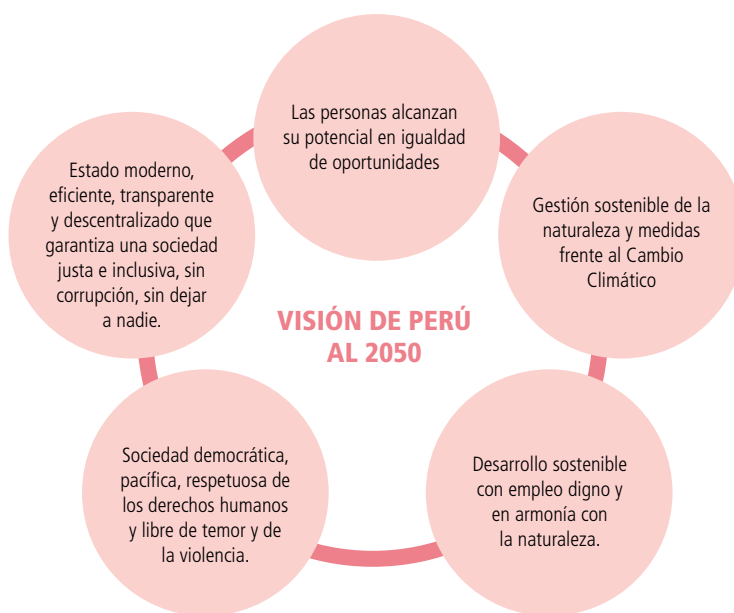 Las personas alcanzan
su potencial en igualdad
de oportunidades
Gestión sostenible de la
naturaleza y medidas
frente al Cambio
Climático
Desarrollo sostenible
con empleo digno y
en armonía con
la naturaleza.
Sociedad democrática,
pacífica, respetuosa de
los derechos humanos
y libre de temor y de
la violencia.
Estado moderno,
eficiente, transparente
y descentralizado que
garantiza una sociedad
justa e inclusiva, sin
corrupción, sin dejar
a nadie.
VISIÓN DE PERÚ
AL 2050